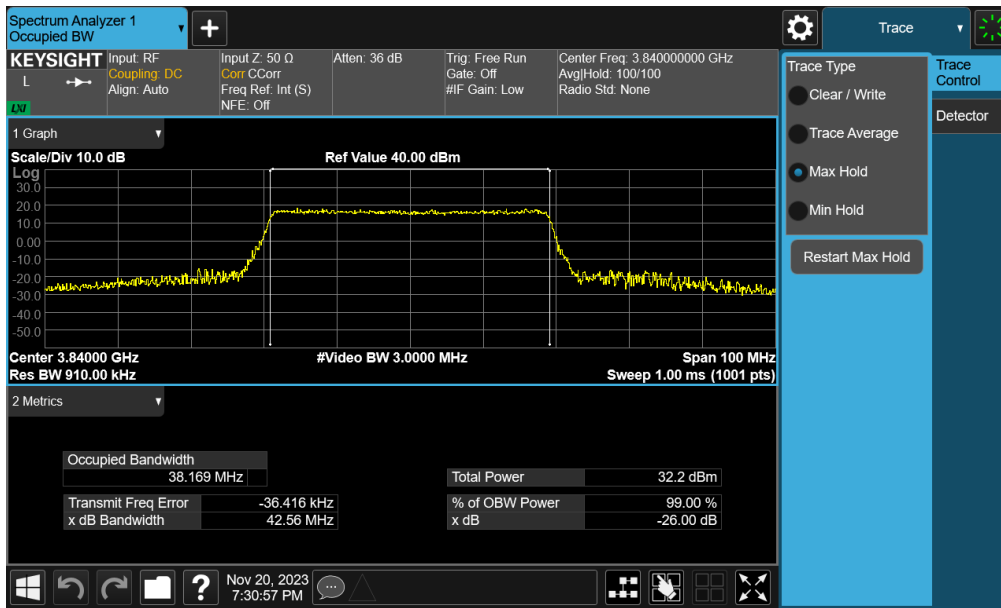 Spectrum Analyzer 1
Occupied BW
Trace
KEYSIGHT
L
LXI
Input: RF
Coupling: DC
Align: Auto
Input Z: 50 Ω
Corr CCorr
Freq Ref: Int (S)
NFE: Off
Atten: 36 dB
Trig: Free Run
Gate: Off
#IF Gain: Low
Center Freq: 3.840000000 GHz
Avg|Hold: 100/100
Radio Std: None
Trace Type
Clear / Write
Trace Average
Max Hold
Min Hold
Restart Max Hold
Trace
Control
Detector
1 Graph
Scale/Div 10.0 dB
Ref Value 40.00 dBm
Log
30.0
20.0
10.0
0.00
-10.0
-20.0
-30.0
-40.0
-50.0
Center 3.84000 GHz
#Video BW 3.0000 MHz
Span 100 MHz
Res BW 910.00 kHz
Sweep 1.00 ms (1001 pts)
2 Metrics
Occupied Bandwidth
38.169 MHz
Total Power 32.2 dBm
Transmit Freq Error -36.416 kHz
% of OBW Power 99.00 %
x dB Bandwidth 42.56 MHz
x dB -26.00 dB
?
Nov 20, 2023
7:30:57 PM